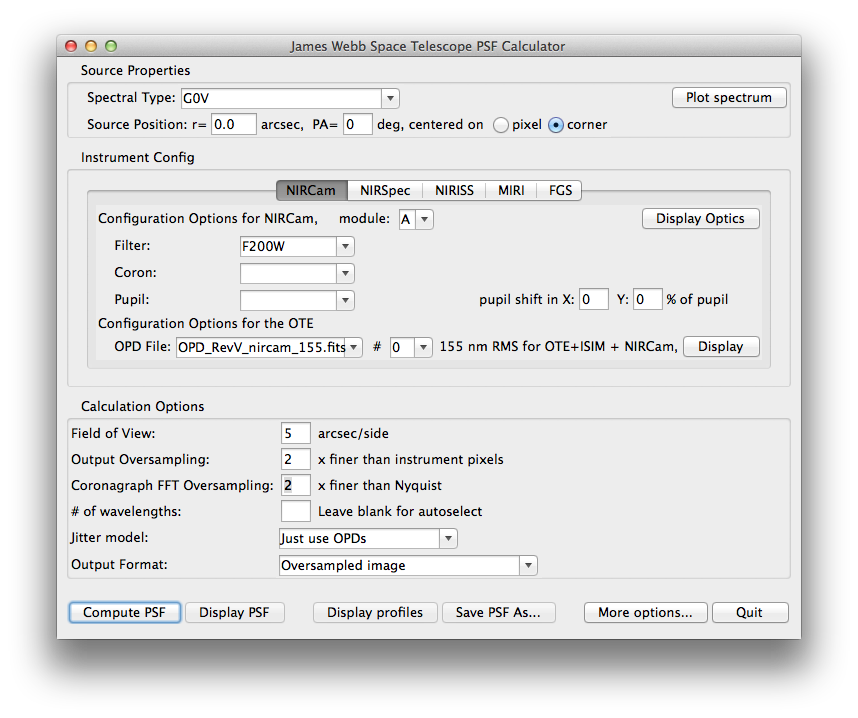 James Webb Space Telescope PSF Calculator
Source Properties
Spectral Type: G0V Plot spectrum
Source Position: r= 0.0 arcsec, PA= 0 deg, centered on pixel corner
Instrument Config
NIRCam NIRSpec NIRISS MIRI FGS
Configuration Options for NIRCam, module: A Display Optics
Filter: F200W
Coron:
Pupil: pupil shift in X: 0 Y: 0 % of pupil
Configuration Options for the OTE
OPD File: OPD_RevV_nircam_155.fits # 0 155 nm RMS for OTE+ISIM + NIRCam, Display
Calculation Options
Field of View: 5 arcsec/side
Output Oversampling: 2 x finer than instrument pixels
Coronagraph FFT Oversampling: 2 x finer than Nyquist
# of wavelengths: Leave blank for autoselect
Jitter model: Just use OPDs
Output Format: Oversampled image
Compute PSF Display PSF Display profiles Save PSF As... More options... Quit